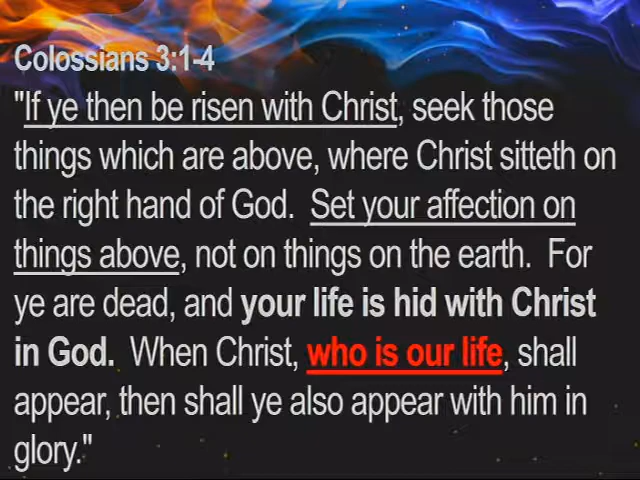 Colossians 3:1-4
"If ye then be risen with Christ, seek those
things which are above, where Christ sitteth on
the right hand of God.  Set your affection on
things above, not on things on the earth.  For
ye are dead, and your life is hid with Christ
in God.  When Christ, who is our life, shall
appear, then shall ye also appear with him in
glory."